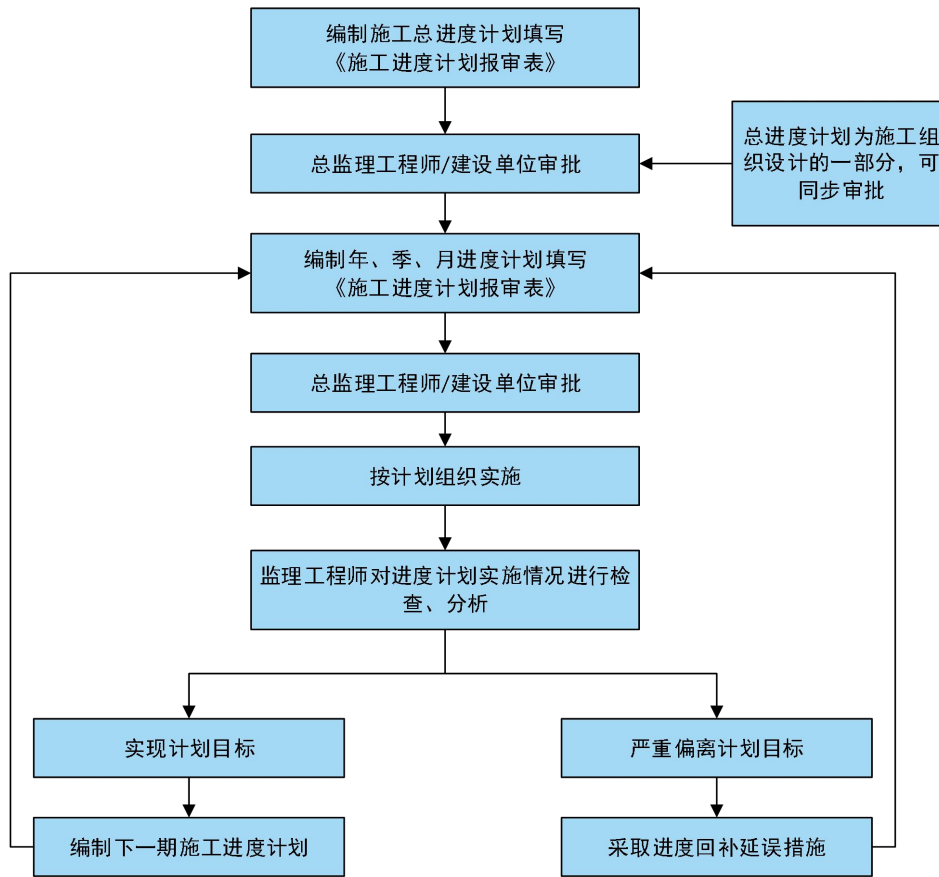 编制施工总进度计划填写
《施工进度计划报审表》
总监理工程师/建设单位审批
总进度计划为施工组
织设计的一部分，可
同步审批
编制年、季、月进度计划填写
《施工进度计划报审表》
总监理工程师/建设单位审批
按计划组织实施
监理工程师对进度计划实施情况进行检
查、分析
实现计划目标
严重偏离计划目标
编制下一期施工进度计划
采取进度回补延误措施